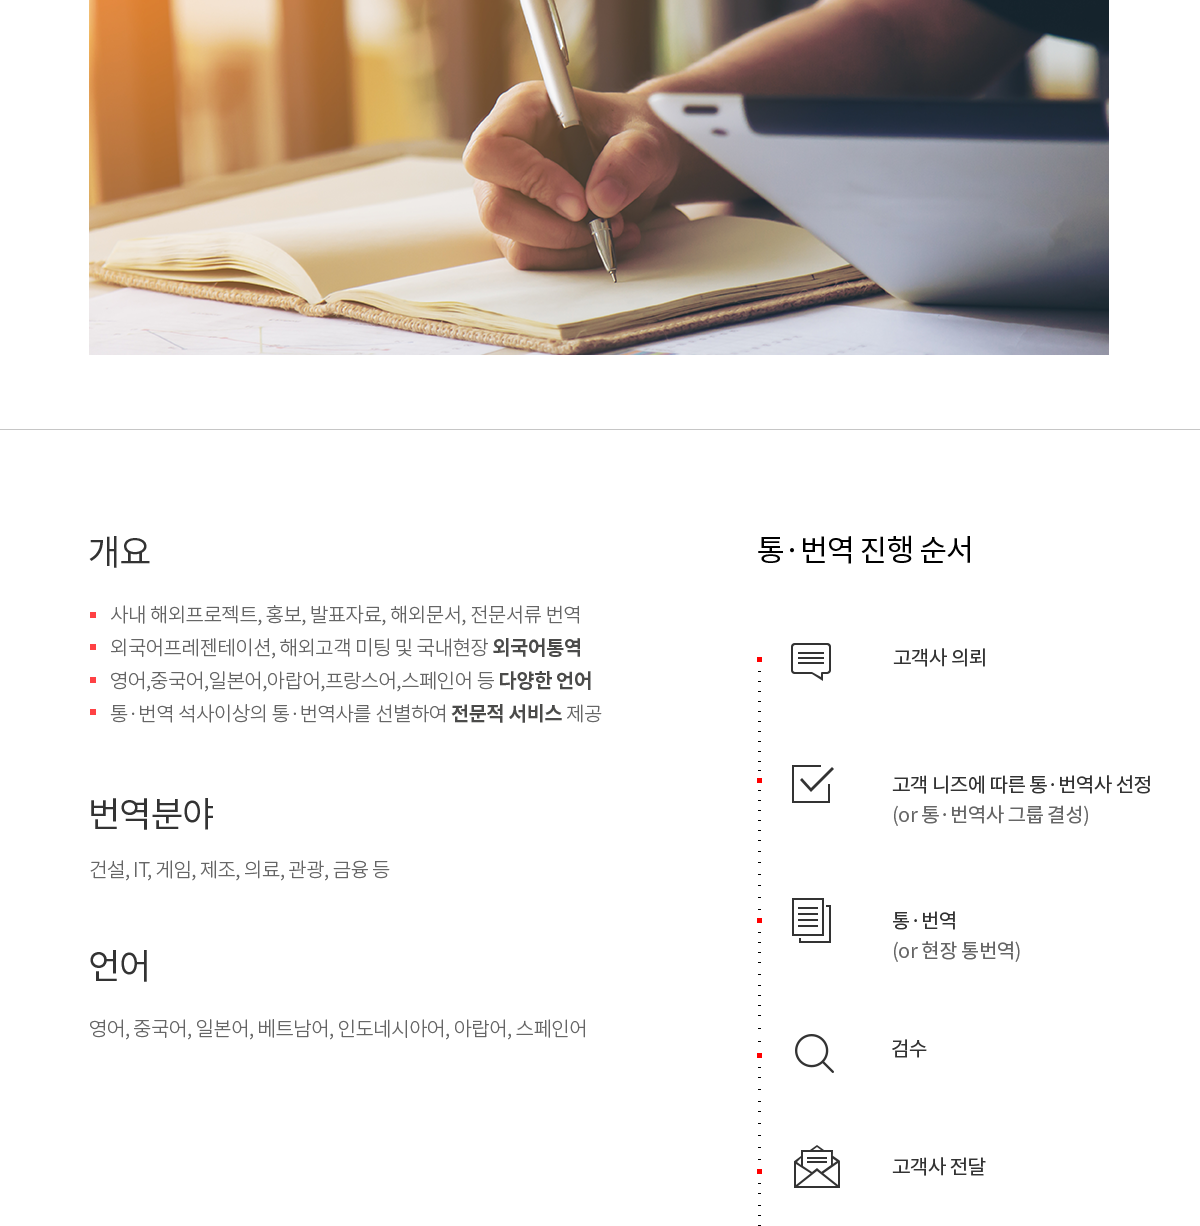 개요
사내 해외프로젝트, 홍보, 발표자료, 해외문서, 전문서류 번역
외국어프레젠테이션, 해외고객 미팅 및 국내현장 외국어통역
영어,중국어,일본어,아랍어,프랑스어,스페인어 등 다양한 언어
통·번역 석사이상의 통·번역사를 선별하여 전문적 서비스 제공
번역분야
건설, IT, 게임, 제조, 의료, 관광, 금융 등
언어
영어, 중국어, 일본어, 베트남어, 인도네시아어, 아랍어, 스페인어
통·번역 진행 순서
고객사 의뢰
고객 니즈에 따른 통·번역사 선정
(or 통·번역사 그룹 결성)
통·번역
(or 현장 통번역)
검수
고객사 전달